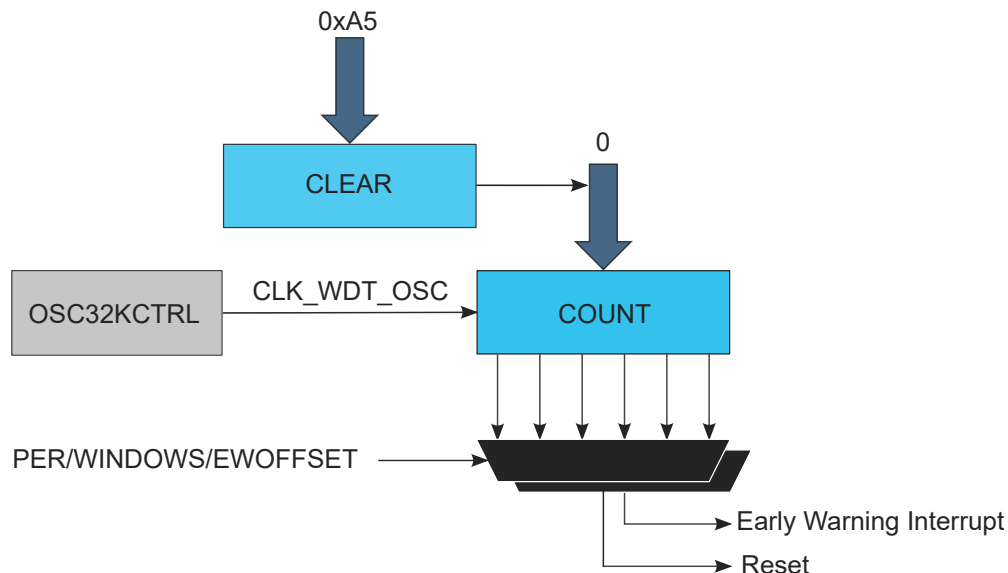 0xA5
0
CLEAR
CLK_WDT_OSC
OSC32KCTRL
COUNT
PER/WINDOWS/EWOFFSET
Early Warning Interrupt
Reset